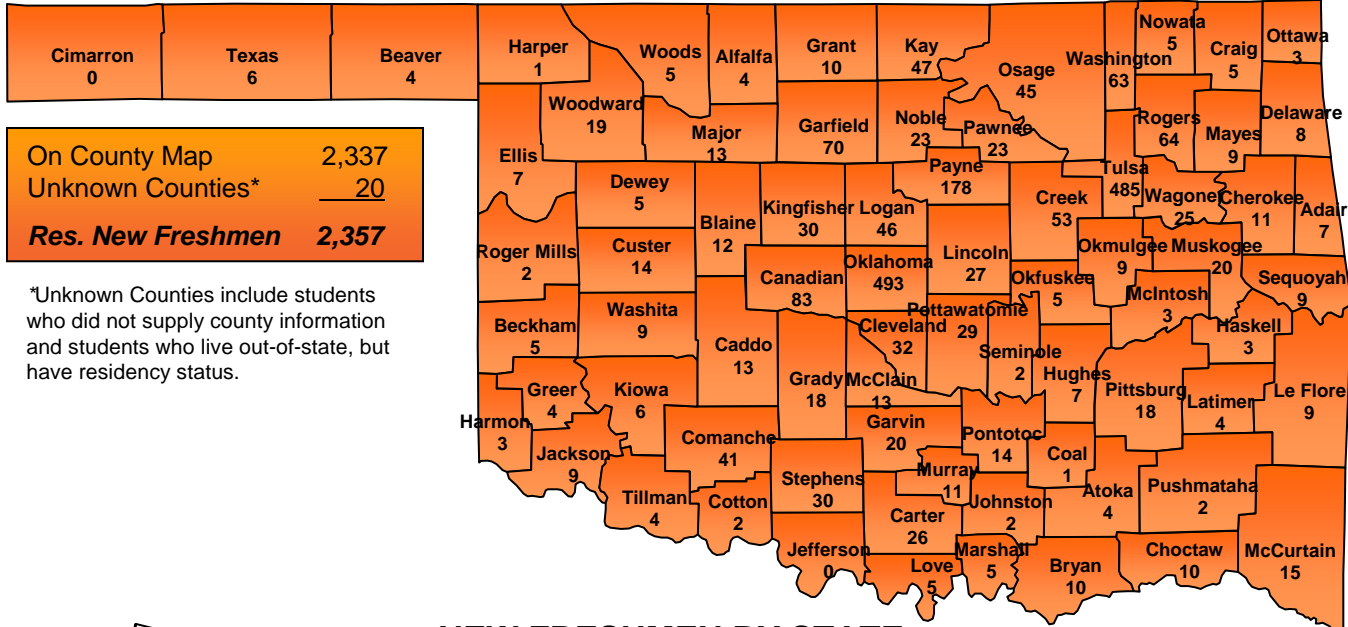 Cimarron
0
Texas
6
Beaver
4
Harper
1
Woods
5
Alfalfa
4
Grant
10
Kay
47
Osage
45
Washington
63
Nowata
5
Craig
5
Ottawa
3
Woodward
19
Major
13
Garfield
70
Noble
23
Pawnee
23
Rogers
64
Mayes
9
Delaware
8
On County Map 2,337
Unknown Counties* 20
Res. New Freshmen 2,357
Ellis
7
Dewey
5
Blaine
12
Kingfisher
30
Logan
46
Payne
178
Creek
53
Tulsa
485
Wagoner
25
Cherokee
11
Adair
7
Roger Mills
2
Custer
14
Canadian
83
Oklahoma
493
Lincoln
27
Okfuskee
5
Okmulgee
9
Muskogee
20
McIntosh
3
Sequoyah
9
*Unknown Counties include students
who did not supply county information
and students who live out-of-state, but
have residency status.
Beckham
5
Washita
9
Caddo
13
Grady
18
Cleveland
32
McClain
13
Pottawatomie
29
Seminole
2
Hughes
7
Pittsburg
18
Haskell
3
Latimer
4
Le Flore
9
Harmon
3
Greer
4
Kiowa
6
Jackson
9
Comanche
41
Tillman
4
Cotton
2
Stephens
30
Garvin
20
Murray
11
Pontotoc
14
Coal
1
Johnston
2
Atoka
4
Pushmataha
2
Carter
26
Jefferson
0
Love
5
Marshall
5
Bryan
10
Choctaw
10
McCurtain
15
NEW FRESHMEN BY STATE